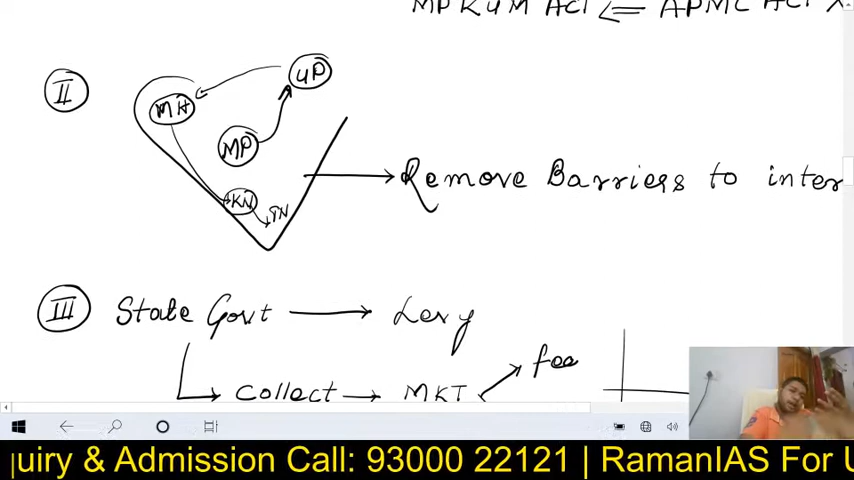 MPKUM ACT ⇐ APMC ACT X
II
UP
MH
MP
KN
TN
→ Remove Barriers to inter
III State Govt → Levy
Collect → MKT fee
uiry & Admission Call: 93000 22121 | RamanIAS For U